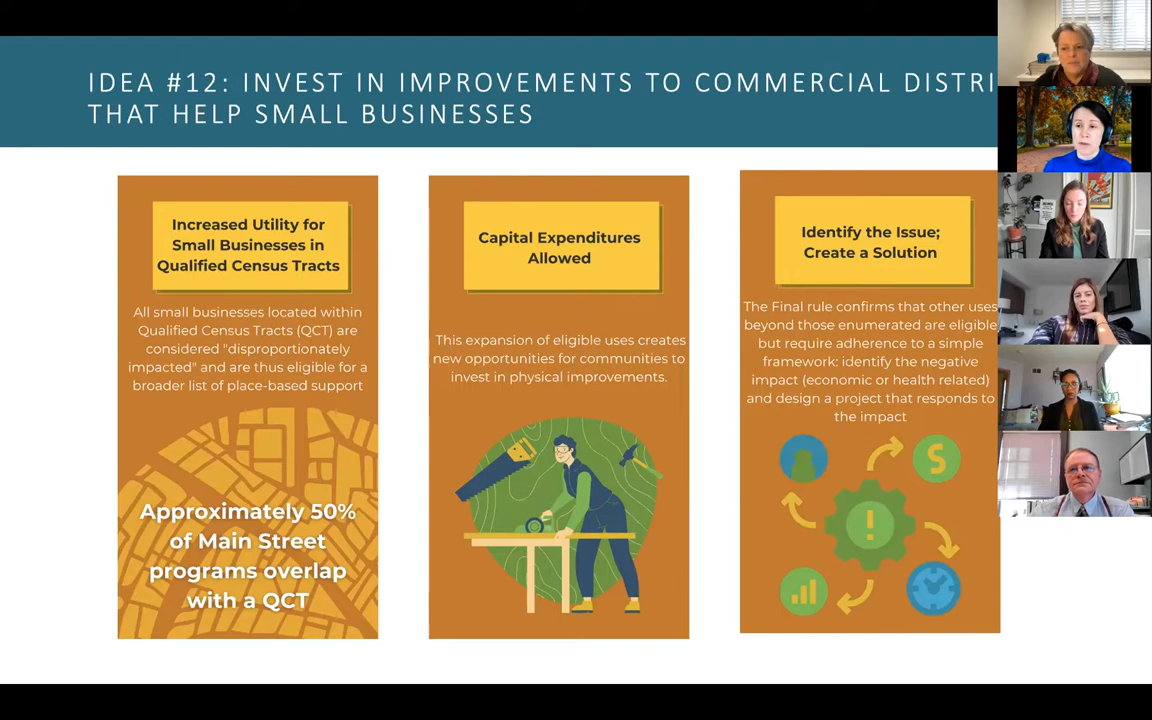 IDEA #12: INVEST IN IMPROVEMENTS TO COMMERCIAL DISTRI
THAT HELP SMALL BUSINESSES
Increased Utility for
Small Businesses in
Qualified Census Tracts
All small businesses located within
Qualified Census Tracts (QCT) are
considered "disproportionately
impacted" and are thus eligible for a
broader list of place-based support
Approximately 50%
of Main Street
programs overlap
with a QCT
Capital Expenditures
Allowed
This expansion of eligible uses creates
new opportunities for communities to
invest in physical improvements.
Identify the Issue;
Create a Solution
The Final rule confirms that other uses
beyond those enumerated are eligible,
but require adherence to a simple
framework: identify the negative
impact (economic or health related)
and design a project that responds to
the impact